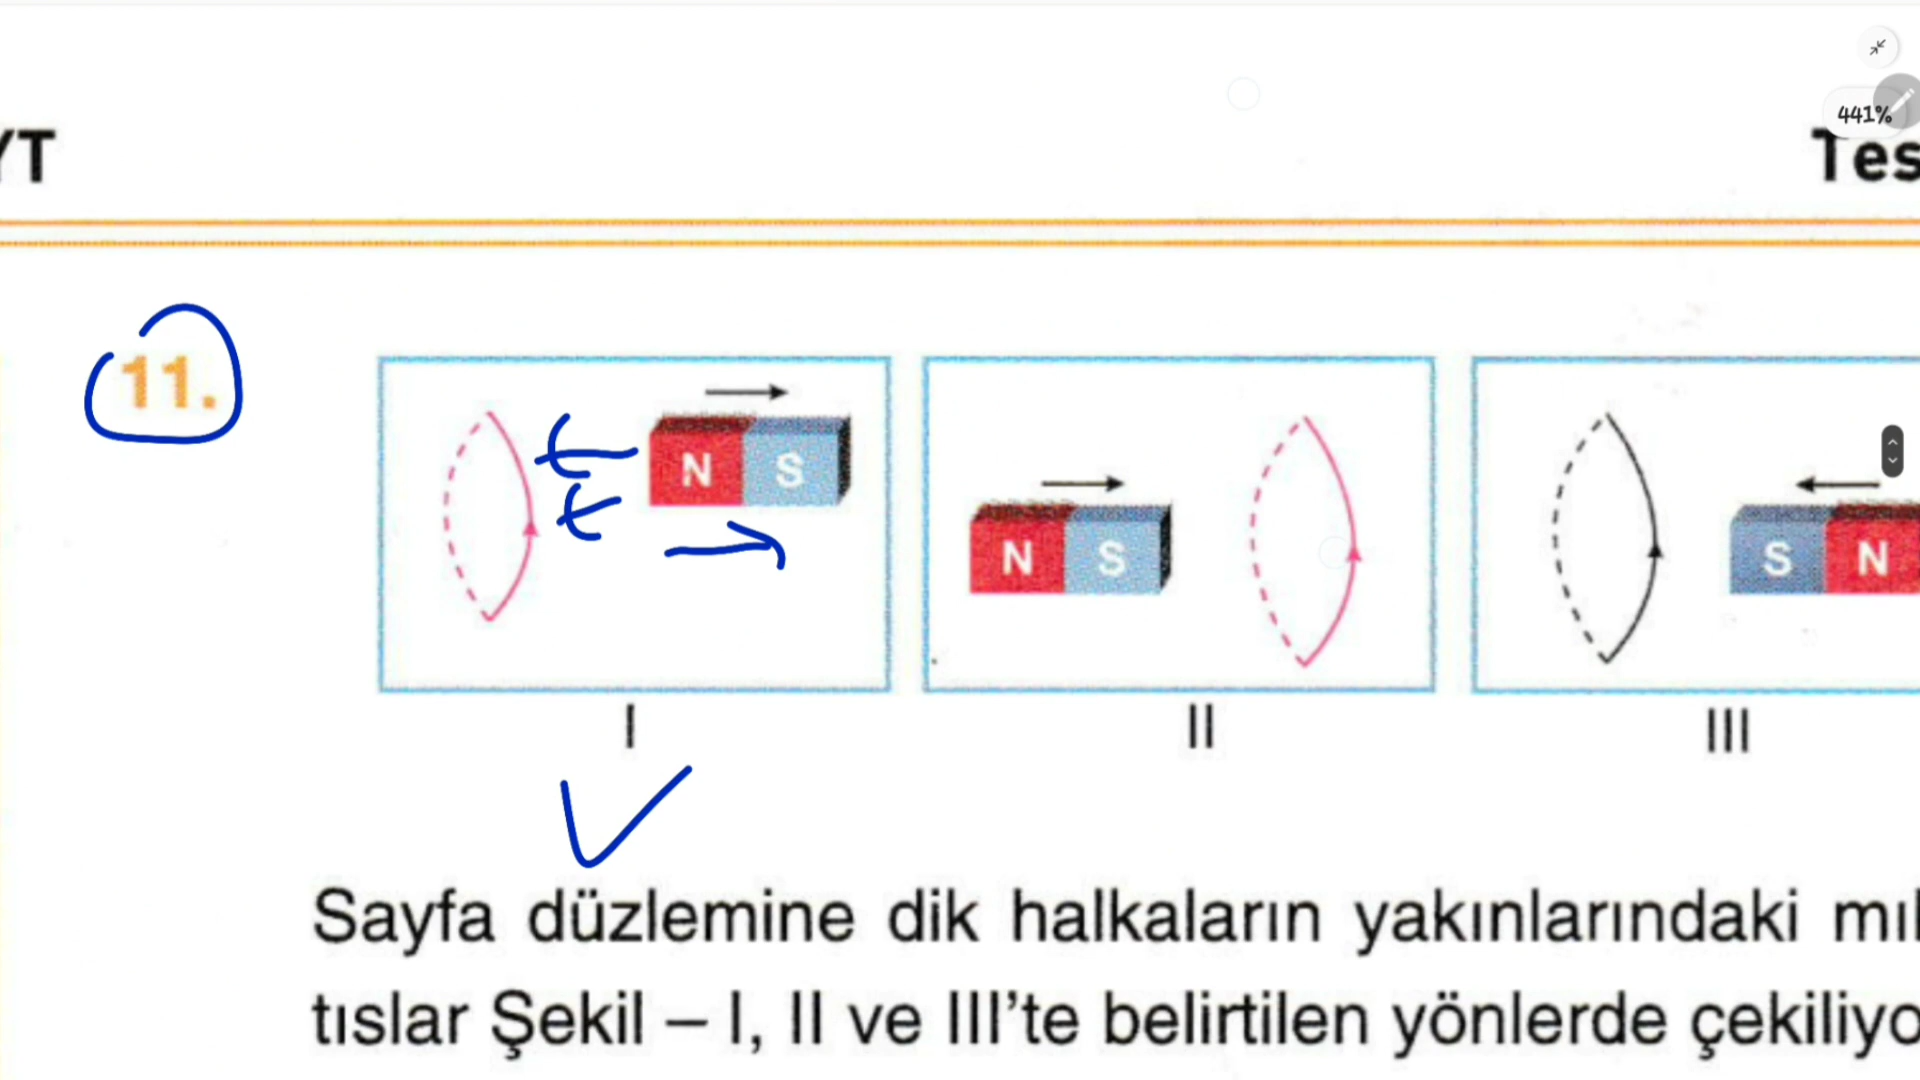 441%
YT
Tes
11.
N S
N S
S N
I
II
III
Sayfa düzlemine dik halkaların yakınlarındaki mıl
tıslar Şekil – I, II ve III'te belirtilen yönlerde çekiliyo